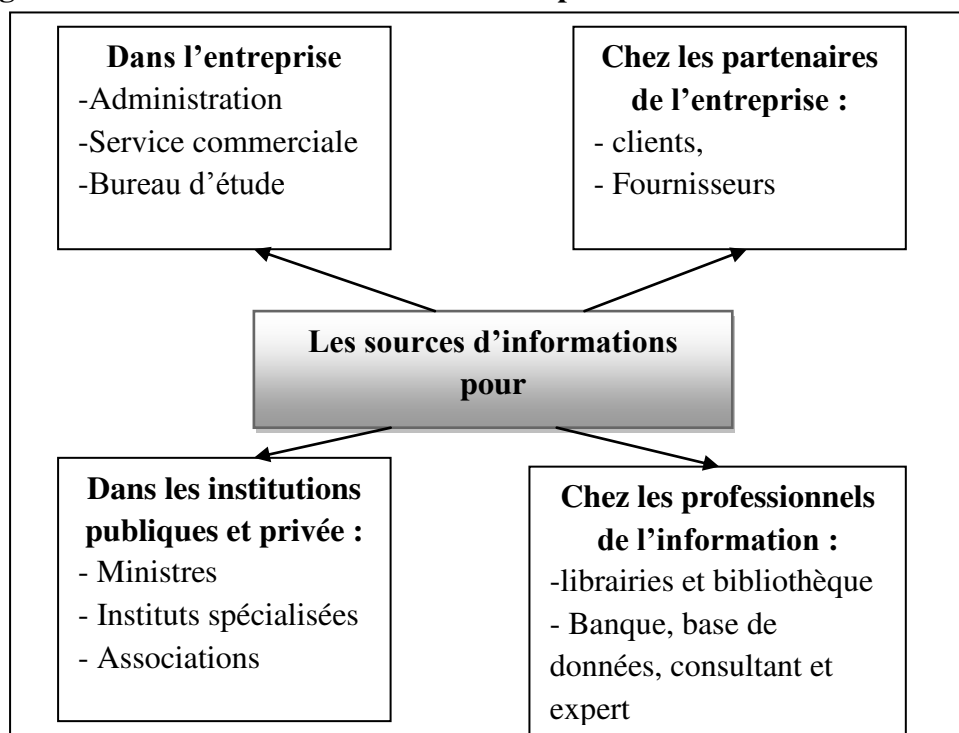 Dans l’entreprise
-Administration
-Service commerciale
-Bureau d’étude
Chez les partenaires
de l’entreprise :
- clients,
- Fournisseurs
Les sources d’informations
pour
Dans les institutions
publiques et privée :
- Ministres
- Instituts spécialisées
- Associations
Chez les professionnels
de l’information :
-librairies et bibliothèque
- Banque, base de
données, consultant et
expert